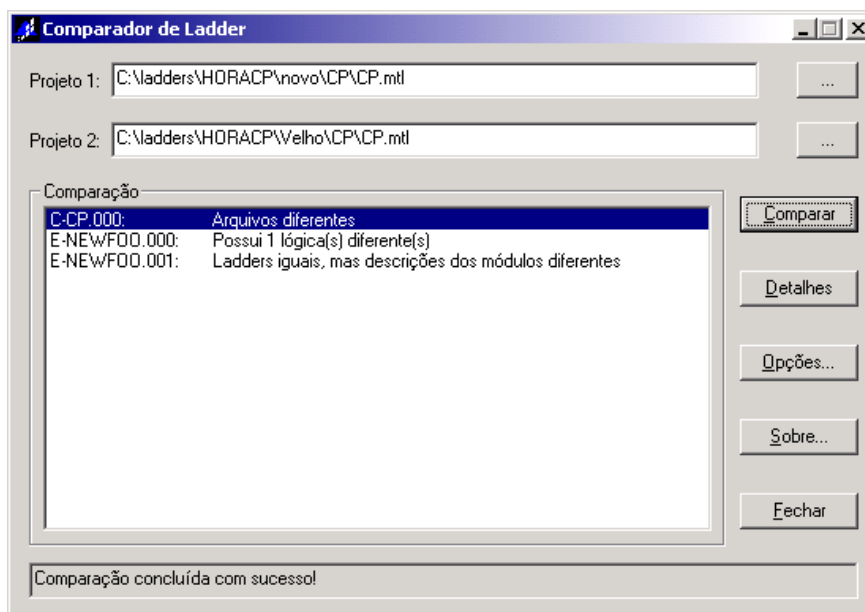 Comparador de Ladder
Projeto 1: C:\ladders\HORACP\novo\CP\CP.mtl ...
Projeto 2: C:\ladders\HORACP\Velho\CP\CP.mtl ...
Comparação
C-CP.000: Arquivos diferentes
E-NEWFOO.000: Possui 1 lógica(s) diferente(s)
E-NEWFOO.001: Ladders iguais, mas descrições dos módulos diferentes
Comparar
Detalhes
Opções...
Sobre...
Fechar
Comparação concluída com sucesso!